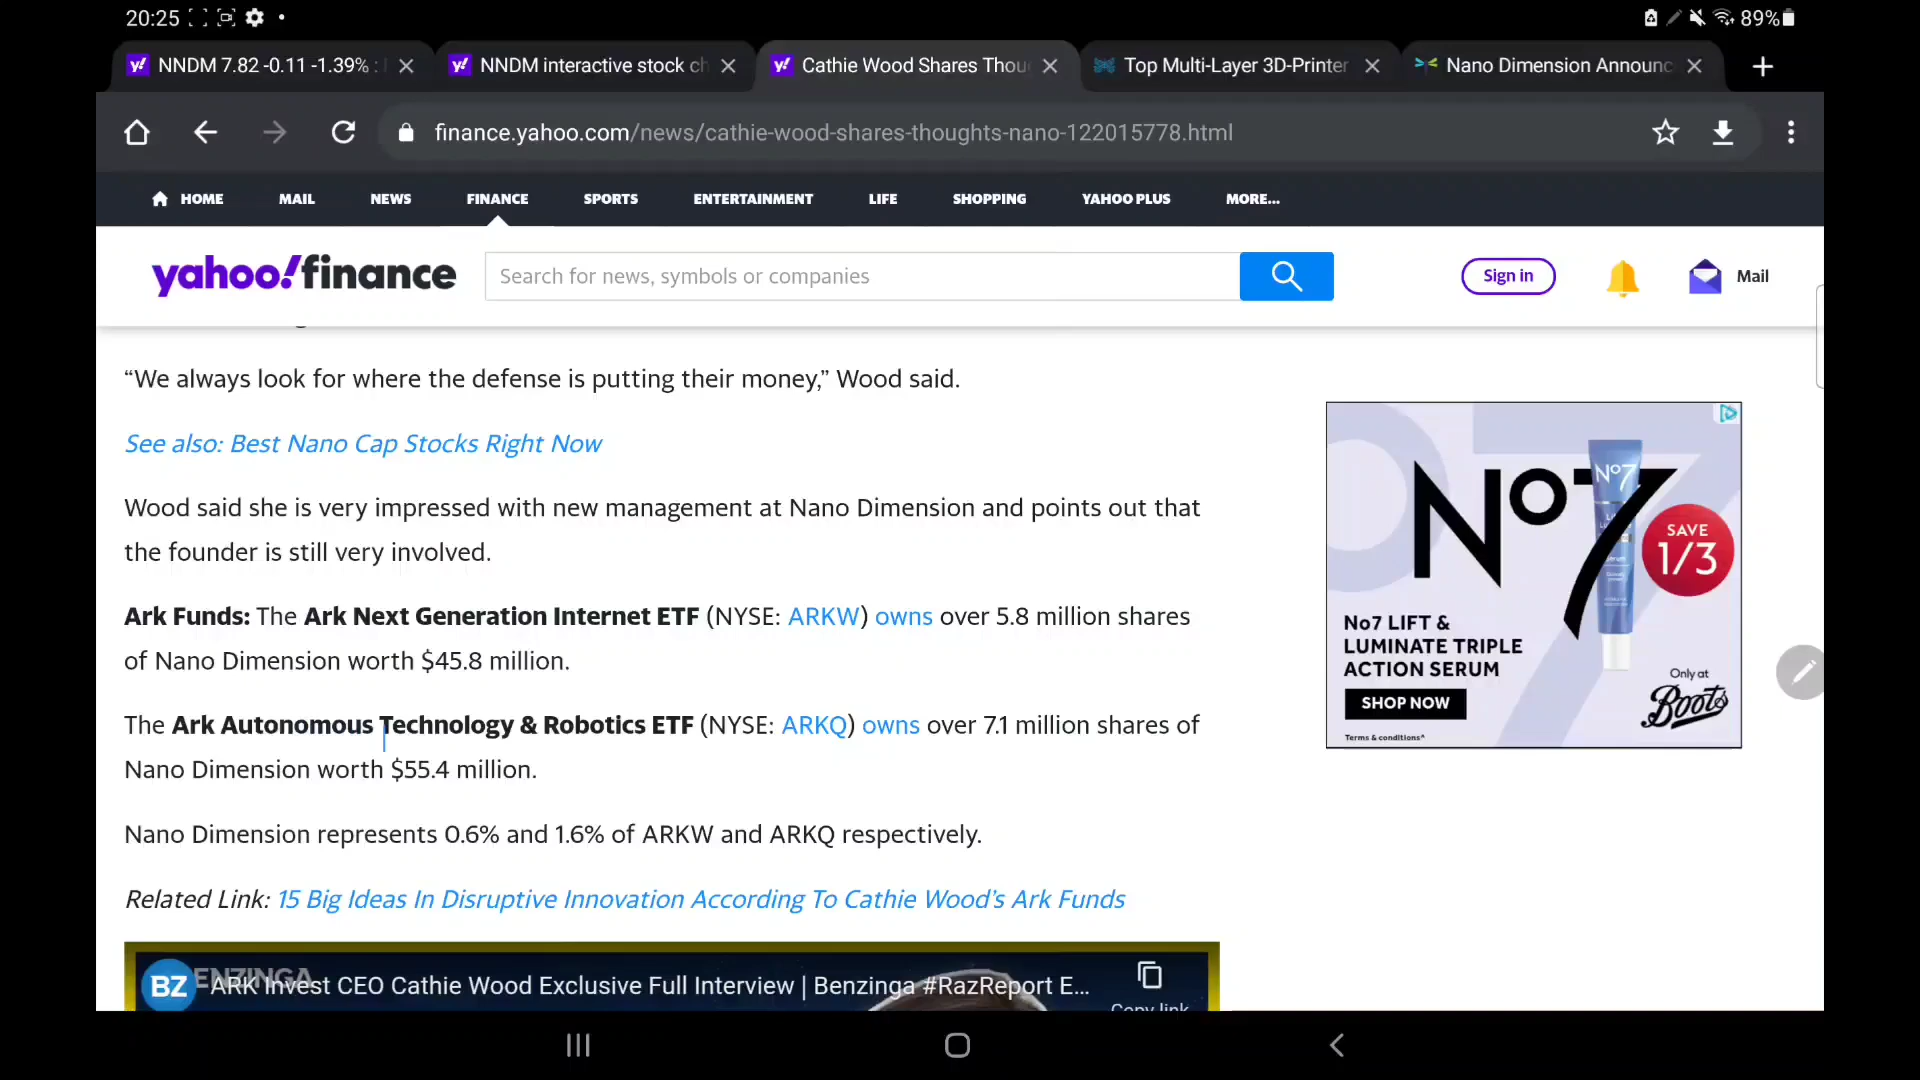 20:25
89%
NNDM 7.82 -0.11 -1.39% :
NNDM interactive stock ch
Cathie Wood Shares Thou
Top Multi-Layer 3D-Printer
Nano Dimension Announc
finance.yahoo.com/news/cathie-wood-shares-thoughts-nano-122015778.html
HOME MAIL NEWS FINANCE SPORTS ENTERTAINMENT LIFE SHOPPING YAHOO PLUS MORE...
yahoo!finance
Search for news, symbols or companies
Sign in
Mail
“We always look for where the defense is putting their money,” Wood said.
See also: Best Nano Cap Stocks Right Now
Wood said she is very impressed with new management at Nano Dimension and points out that
the founder is still very involved.
Ark Funds: The Ark Next Generation Internet ETF (NYSE: ARKW) owns over 5.8 million shares
of Nano Dimension worth $45.8 million.
The Ark Autonomous Technology & Robotics ETF (NYSE: ARKQ) owns over 7.1 million shares of
Nano Dimension worth $55.4 million.
Nano Dimension represents 0.6% and 1.6% of ARKW and ARKQ respectively.
Related Link: 15 Big Ideas In Disruptive Innovation According To Cathie Wood’s Ark Funds
BZ
ARK Invest CEO Cathie Wood Exclusive Full Interview | Benzinga #RazReport E...
Copy link
No7
No7
SAVE
1/3
No7 LIFT &
LUMINATE TRIPLE
ACTION SERUM
SHOP NOW
Terms & conditions^
Only at
Boots